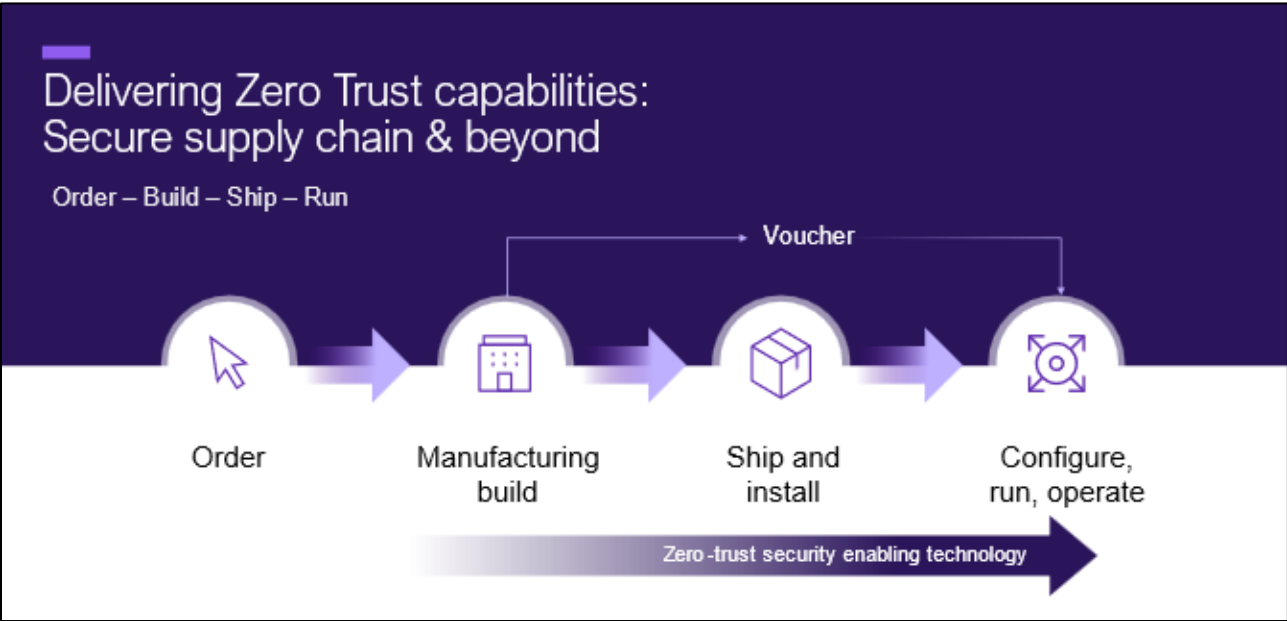 Delivering Zero Trust capabilities:
Secure supply chain & beyond
Order – Build – Ship – Run
Voucher
Order
Manufacturing
build
Ship and
install
Configure,
run, operate
Zero-trust security enabling technology